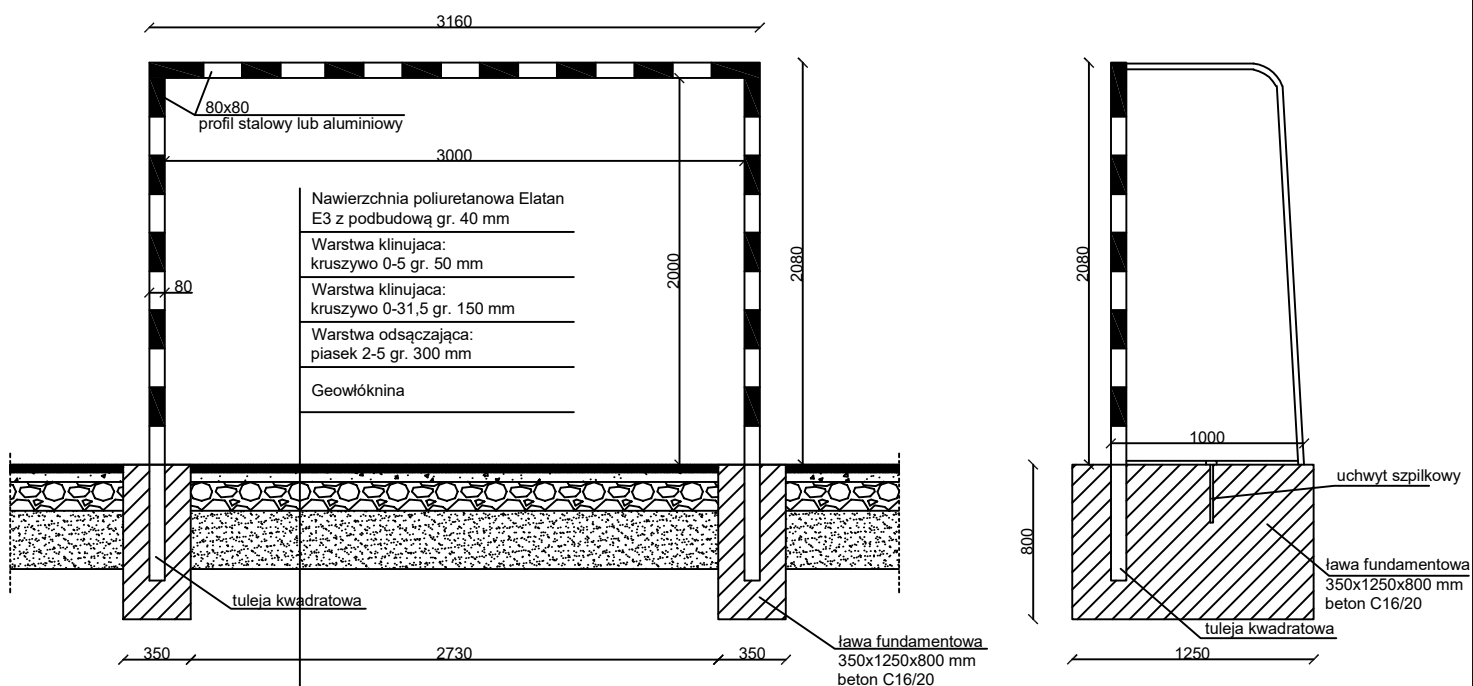 3160
80x80
profil stalowy lub aluminiowy
3000
Nawierzchnia poliuretanowa Elatan
E3 z podbudową gr. 40 mm
Warstwa klinujaca:
kruszywo 0-5 gr. 50 mm
Warstwa klinujaca:
kruszywo 0-31,5 gr. 150 mm
Warstwa odsączająca:
piasek 2-5 gr. 300 mm
Geowłóknina
80
2000
2080
tuleja kwadratowa
ława fundamentowa
350x1250x800 mm
beton C16/20
350
2730
350
2080
1000
uchwyt szpilkowy
800
ława fundamentowa
350x1250x800 mm
beton C16/20
tuleja kwadratowa
1250